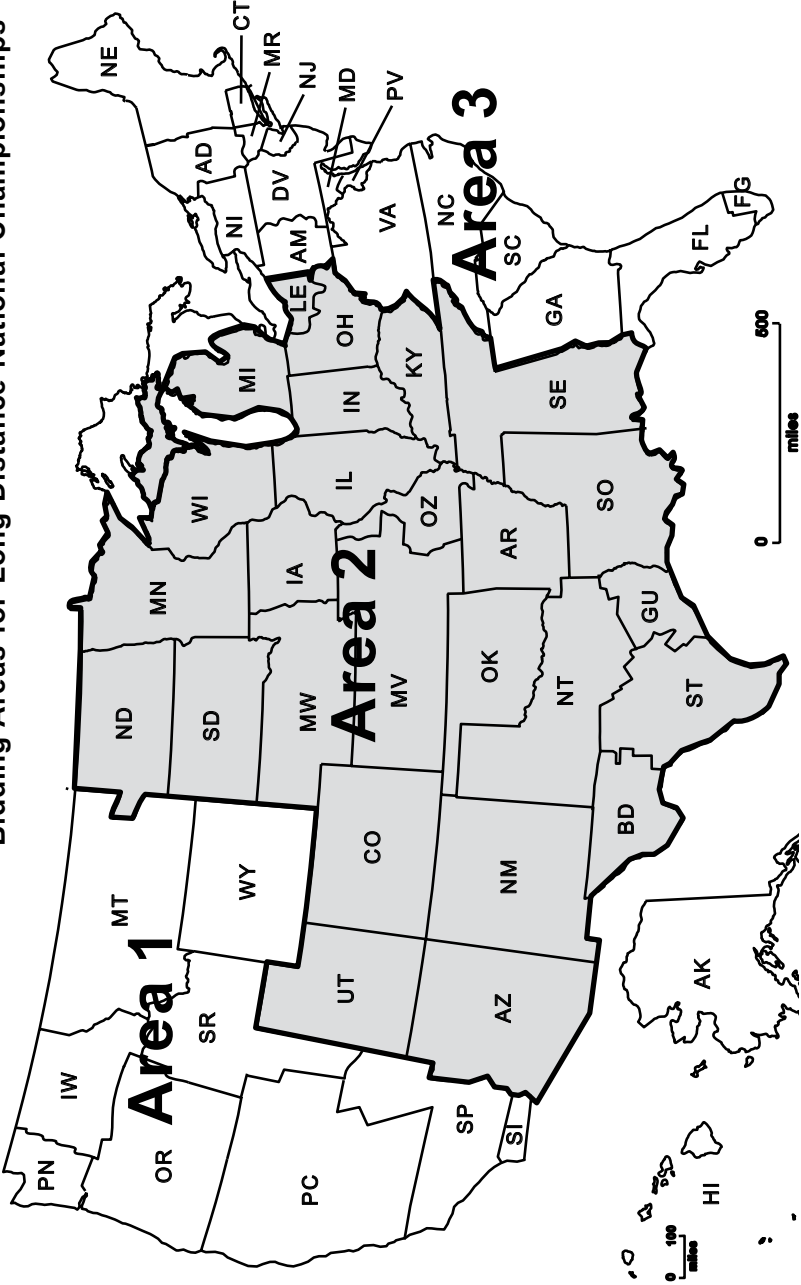 Bidding Areas for Long Distance National Championships
CT
MR
NJ
MD
PV
NE
AD
NI
DV
AM
VA
NC
Area 3
SC
GA
FL
FG
LE
OH
MI
IN
KY
SE
WI
IL
OZ
AR
SO
MN
IA
Area 2
MV
MW
OK
NT
GU
ST
BD
ND
SD
CO
NM
UT
AZ
MT
WY
Area 1
SR
IW
PN
OR
PC
SP
SI
AK
HI
0
500
miles
0
100
miles